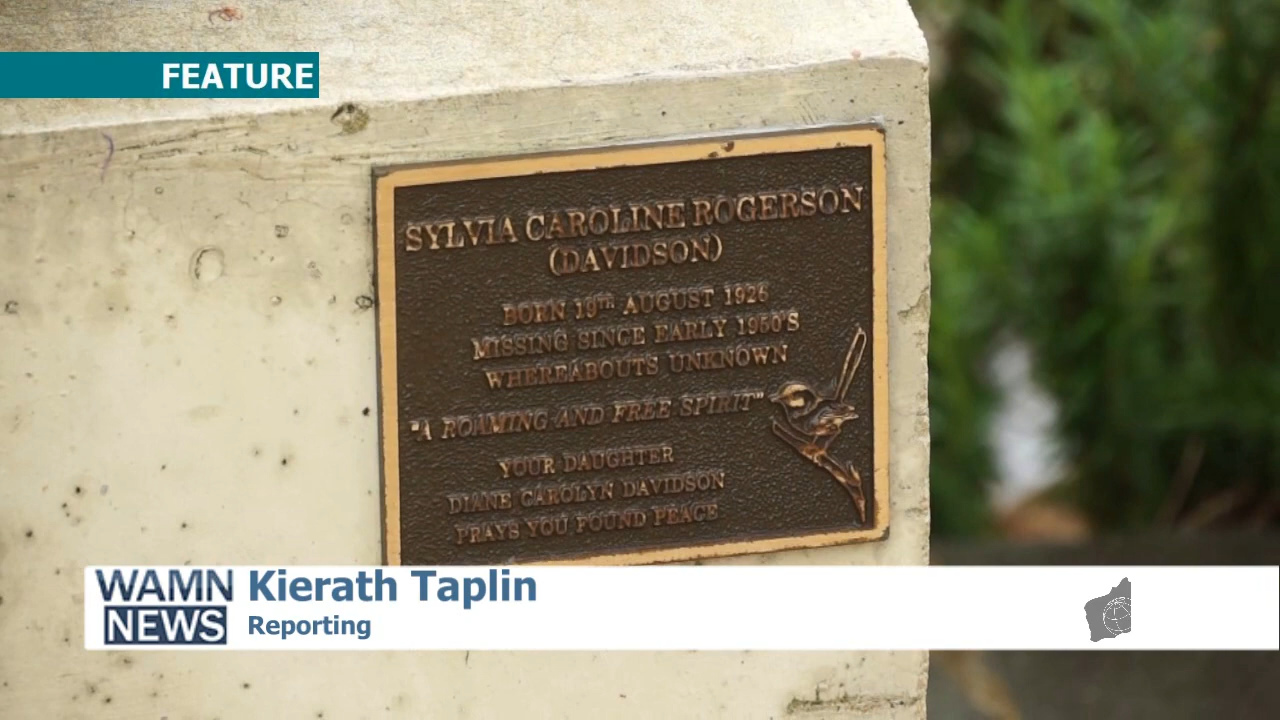 FEATURE
SYLVIA CAROLINE ROGERSON
(DAVIDSON)
BORN 19TH AUGUST 1926
MISSING SINCE EARLY 1950'S
WHEREABOUTS UNKNOWN
"A ROAMING AND FREE SPIRIT"
YOUR DAUGHTER
DIANE CAROLYN DAVIDSON
PRAYS YOU FOUND PEACE
WAMN
NEWS
Kierath Taplin
Reporting